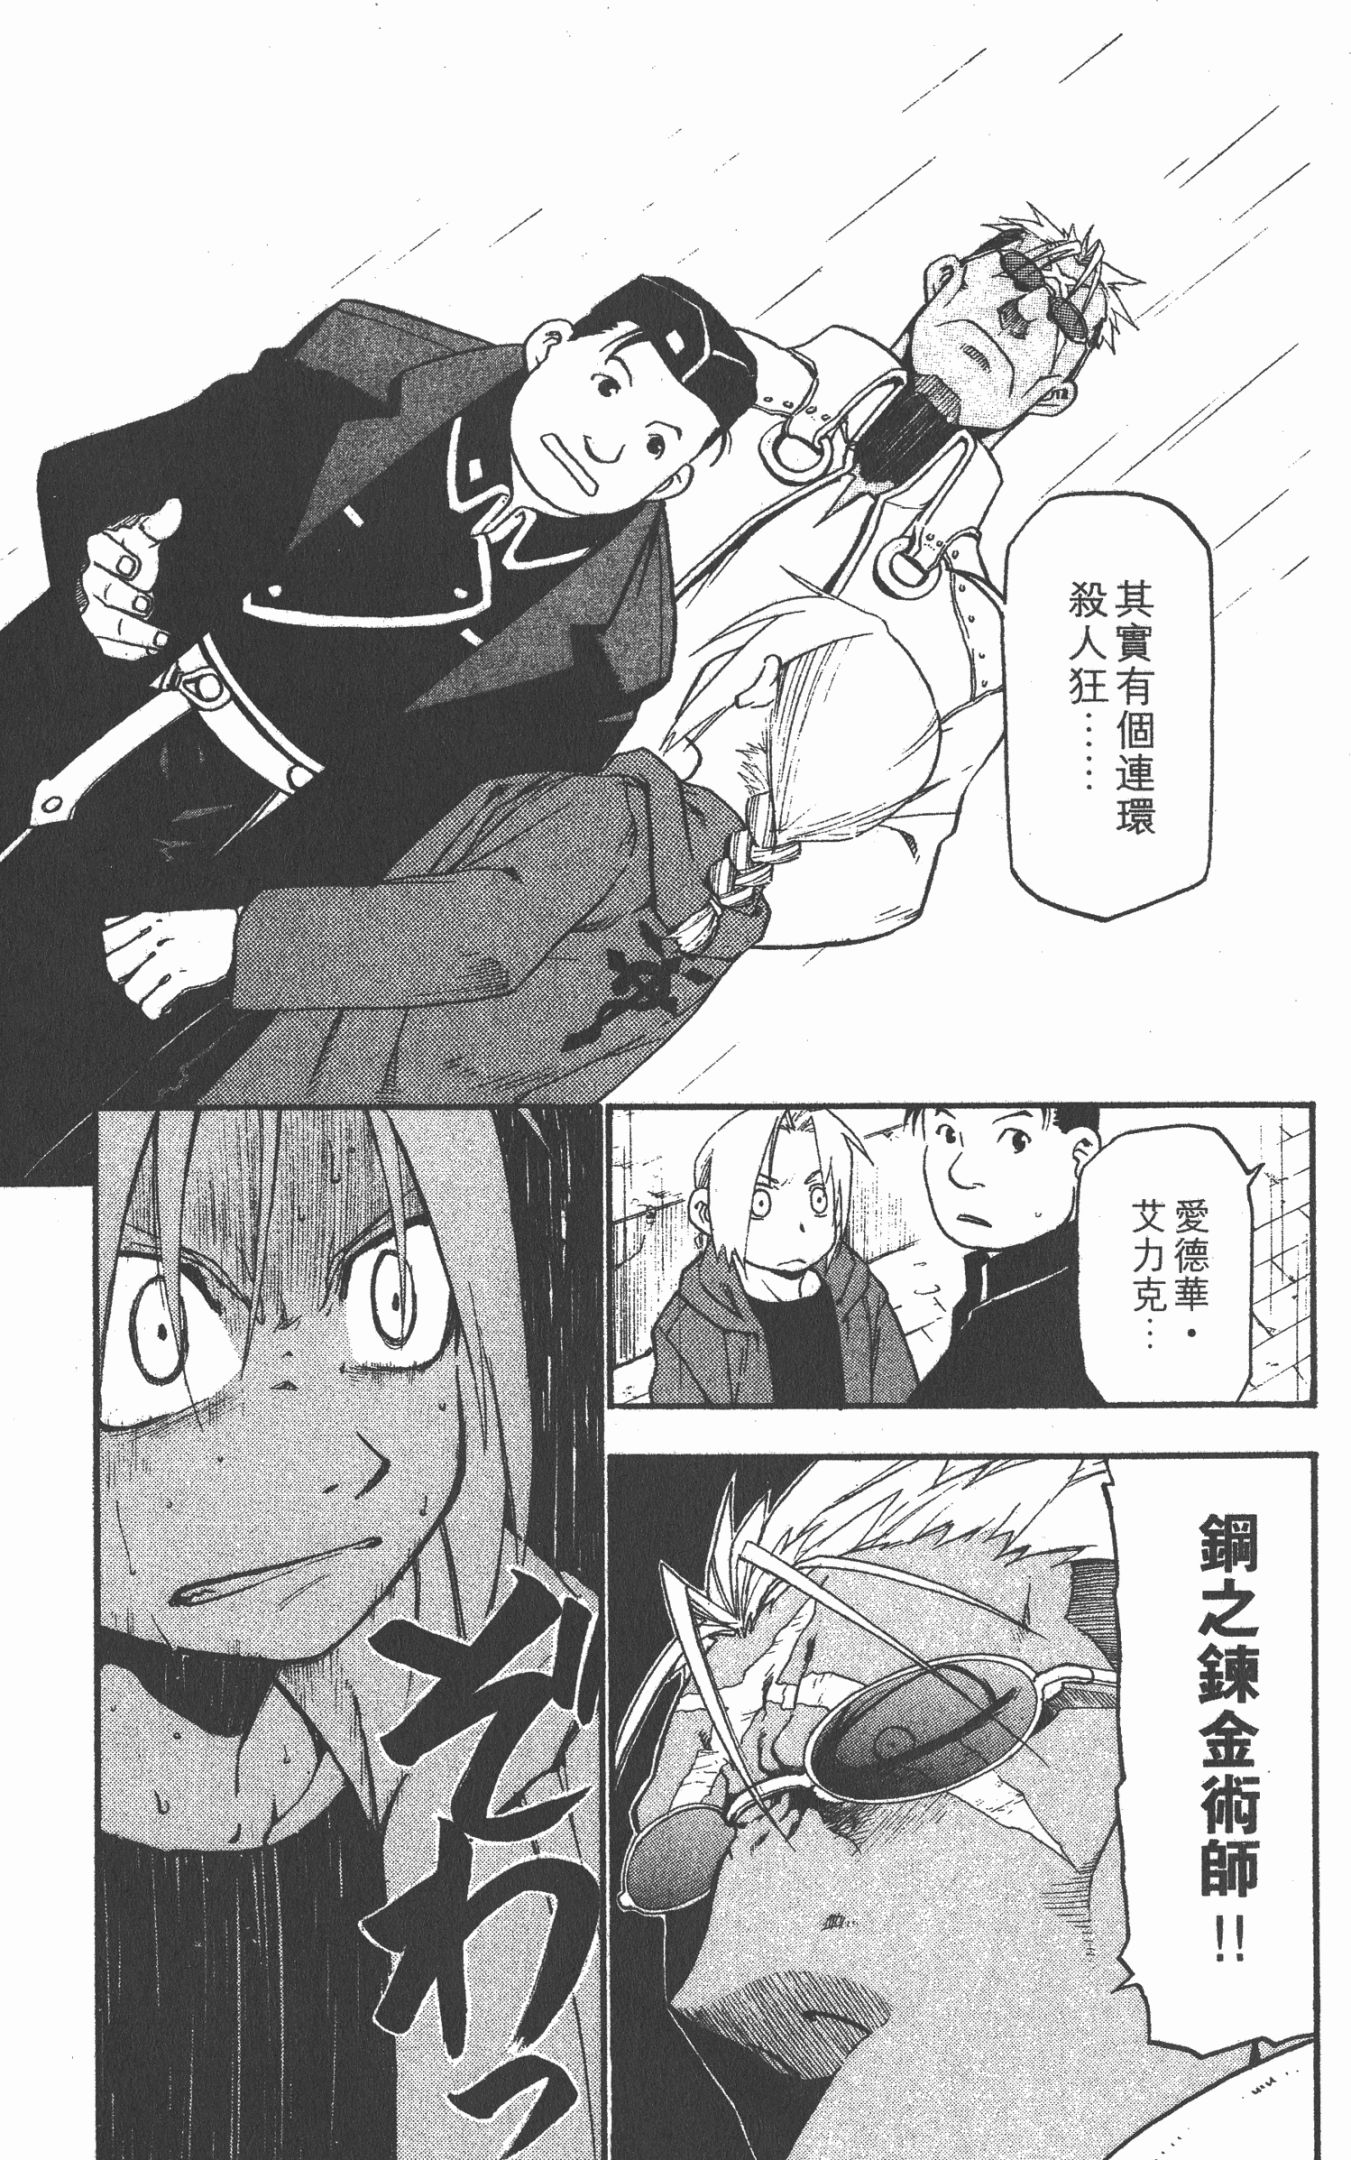 其實有個連環
殺人狂……
愛德華・
艾力克…
鋼之鍊金術師!!
ぞわっ